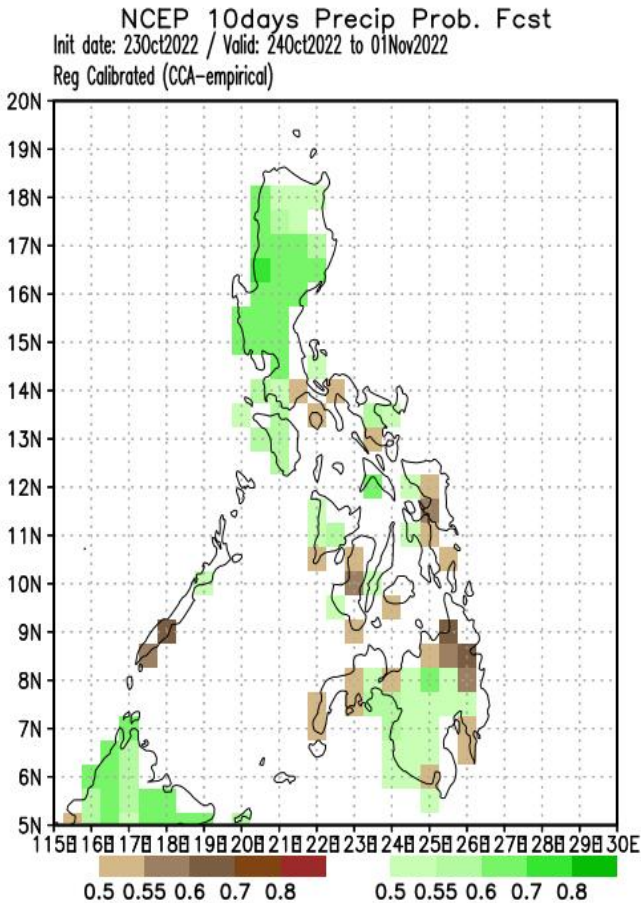 NCEP 10days Precip Prob. Fcst
Init date: 23Oct2022 / Valid: 24Oct2022 to 01Nov2022
Reg Calibrated (CCA-empirical)
20N
19N
18N
17N
16N
15N
14N
13N
12N
11N
10N
9N
8N
7N
6N
5N
115E 116E 117E 118E 119E 120E 121E 122E 123E 124E 125E 126E 127E 128E 129E 130E
0.5 0.55 0.6 0.7 0.8 0.5 0.55 0.6 0.7 0.8